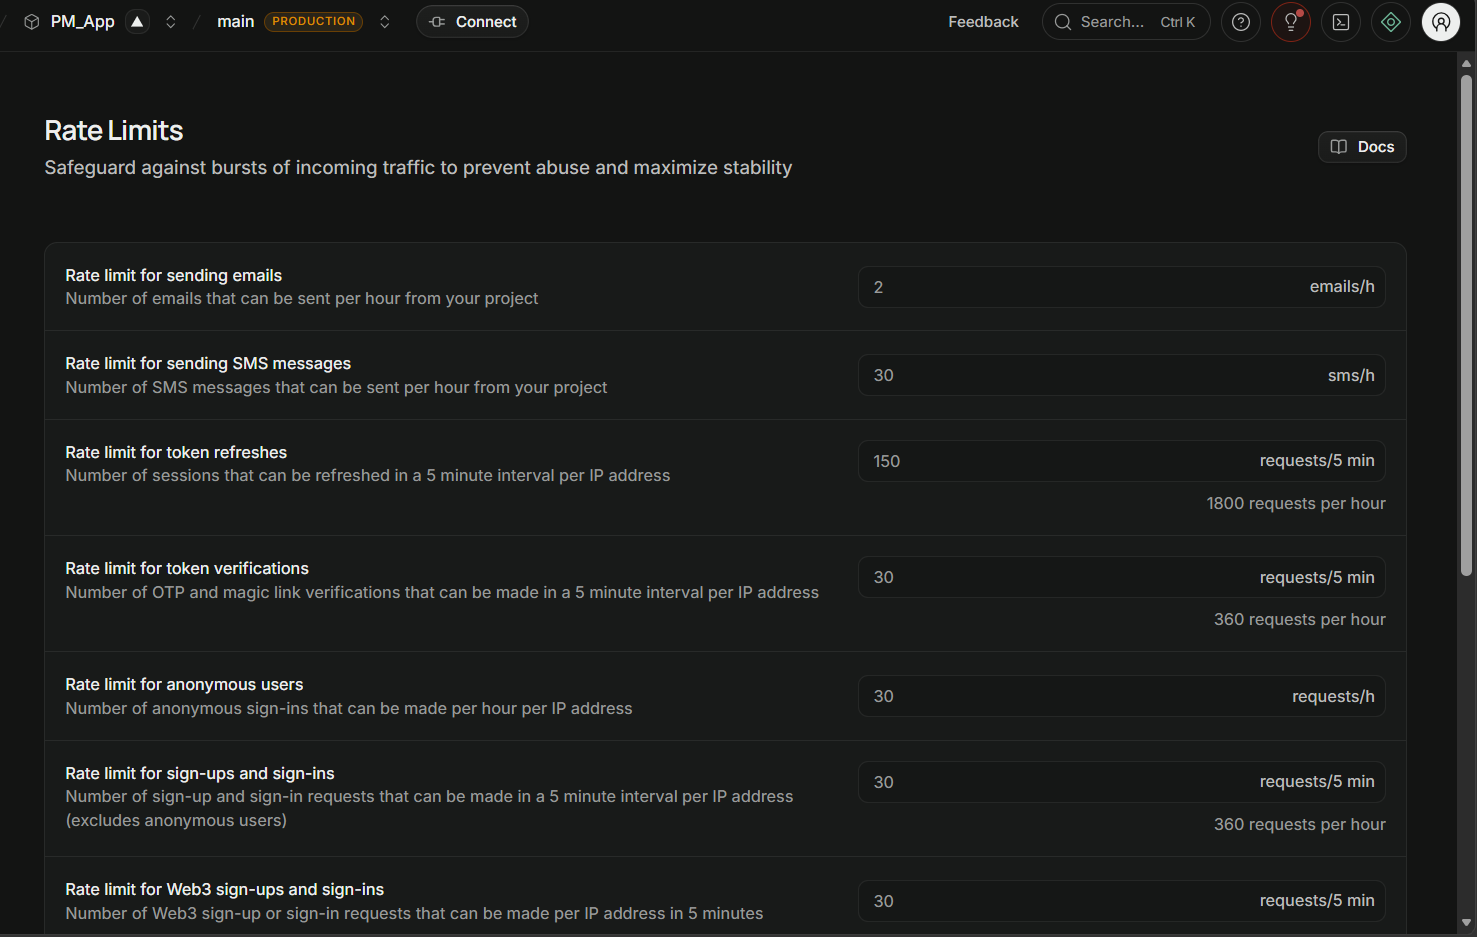 PM_App
main PRODUCTION
Connect
Feedback
Search... Ctrl K
Rate Limits
Safeguard against bursts of incoming traffic to prevent abuse and maximize stability
Docs
Rate limit for sending emails
Number of emails that can be sent per hour from your project
2 emails/h
Rate limit for sending SMS messages
Number of SMS messages that can be sent per hour from your project
30 sms/h
Rate limit for token refreshes
Number of sessions that can be refreshed in a 5 minute interval per IP address
150 requests/5 min
1800 requests per hour
Rate limit for token verifications
Number of OTP and magic link verifications that can be made in a 5 minute interval per IP address
30 requests/5 min
360 requests per hour
Rate limit for anonymous users
Number of anonymous sign-ins that can be made per hour per IP address
30 requests/h
Rate limit for sign-ups and sign-ins
Number of sign-up and sign-in requests that can be made in a 5 minute interval per IP address
(excludes anonymous users)
30 requests/5 min
360 requests per hour
Rate limit for Web3 sign-ups and sign-ins
Number of Web3 sign-up or sign-in requests that can be made per IP address in 5 minutes
30 requests/5 min